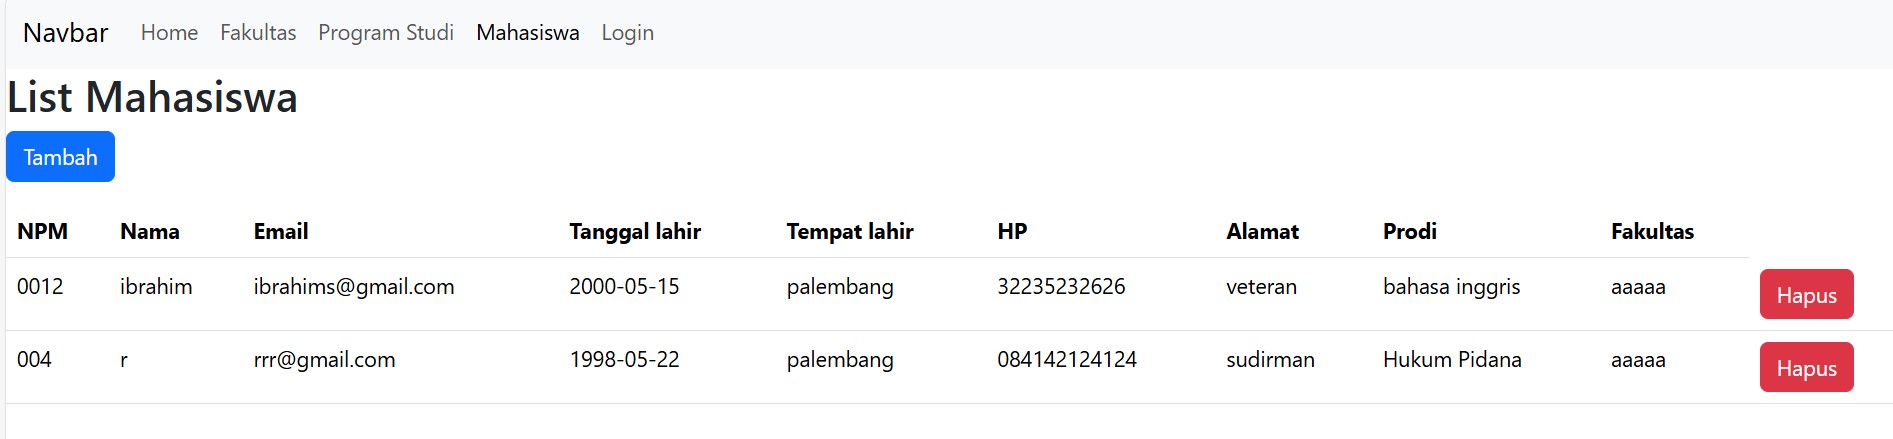 Navbar Home Fakultas Program Studi Mahasiswa Login
List Mahasiswa
Tambah
NPM Nama Email Tanggal lahir Tempat lahir HP Alamat Prodi Fakultas
0012 ibrahim ibrahims@gmail.com 2000-05-15 palembang 32235232626 veteran bahasa inggris aaaaa Hapus
004 r rrr@gmail.com 1998-05-22 palembang 084142124124 sudirman Hukum Pidana aaaaa Hapus